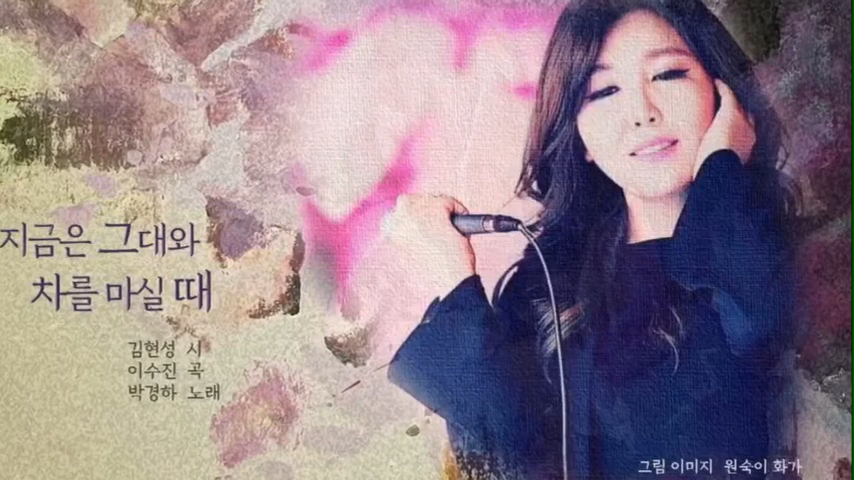 지금은 그대와
차를 마실 때
김현성 시
이수진 곡
박경하 노래
그림 이미지 원숙이 화가